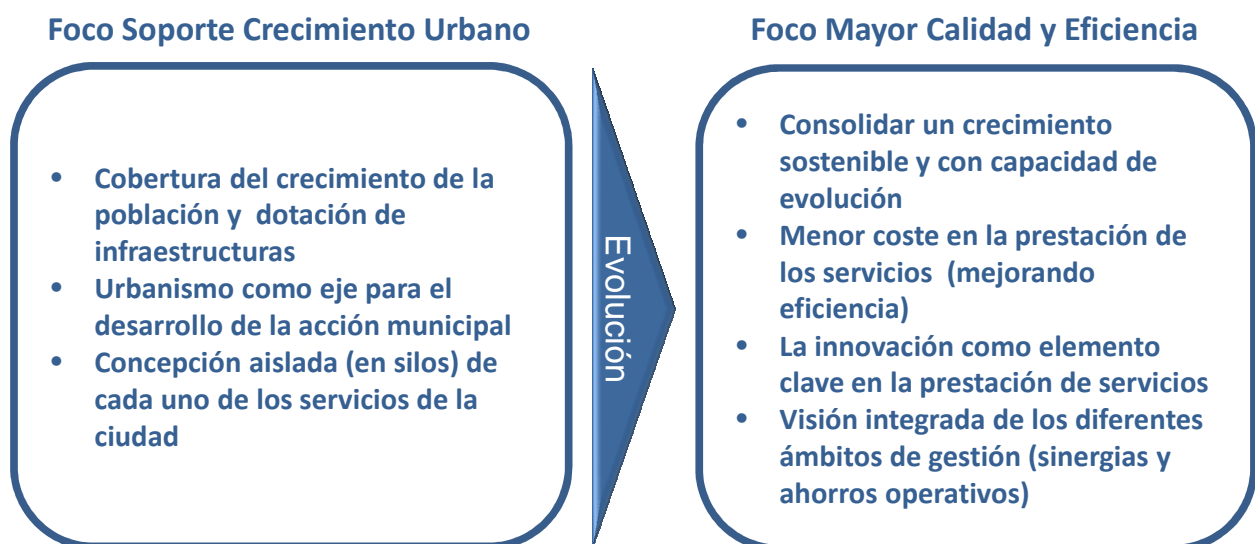 Foco Soporte Crecimiento Urbano
• Cobertura del crecimiento de la
población y dotación de
infraestructuras
• Urbanismo como eje para el
desarrollo de la acción municipal
• Concepción aislada (en silos) de
cada uno de los servicios de la
ciudad
Evolución
Foco Mayor Calidad y Eficiencia
• Consolidar un crecimiento
sostenible y con capacidad de
evolución
• Menor coste en la prestación de
los servicios (mejorando
eficiencia)
• La innovación como elemento
clave en la prestación de servicios
• Visión integrada de los diferentes
ámbitos de gestión (sinergias y
ahorros operativos)